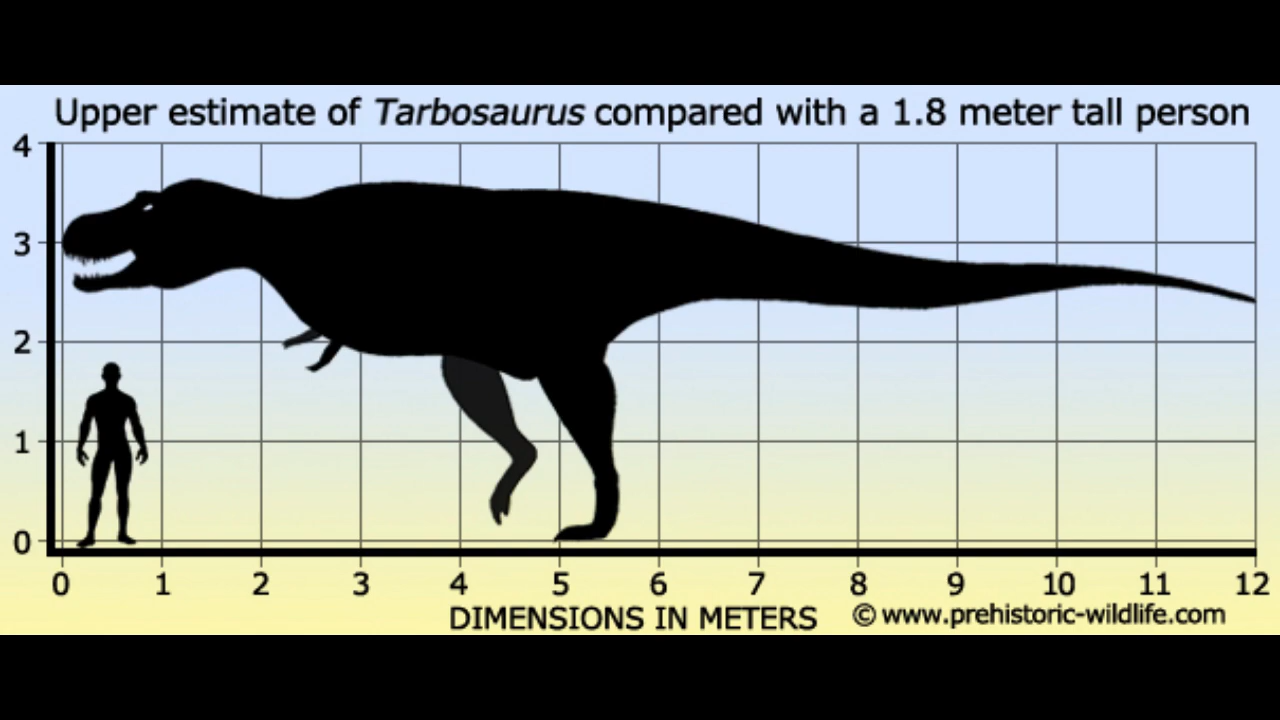 Upper estimate of Tarbosaurus compared with a 1.8 meter tall person
4
3
2
1
0
0 1 2 3 4 5 6 7 8 9 10 11 12
DIMENSIONS IN METERS © www.prehistoric-wildlife.com